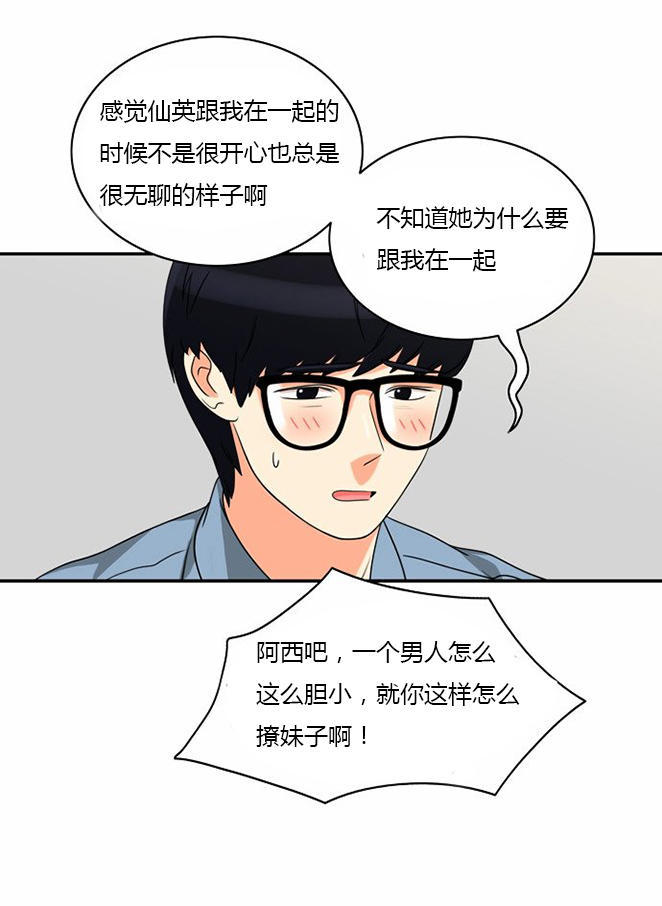 感觉仙英跟我在一起的
时候不是很开心也总是
很无聊的样子啊
不知道她为什么要
跟我在一起
阿西吧，一个男人怎么
这么胆小，就你这样怎么
撩妹子啊！